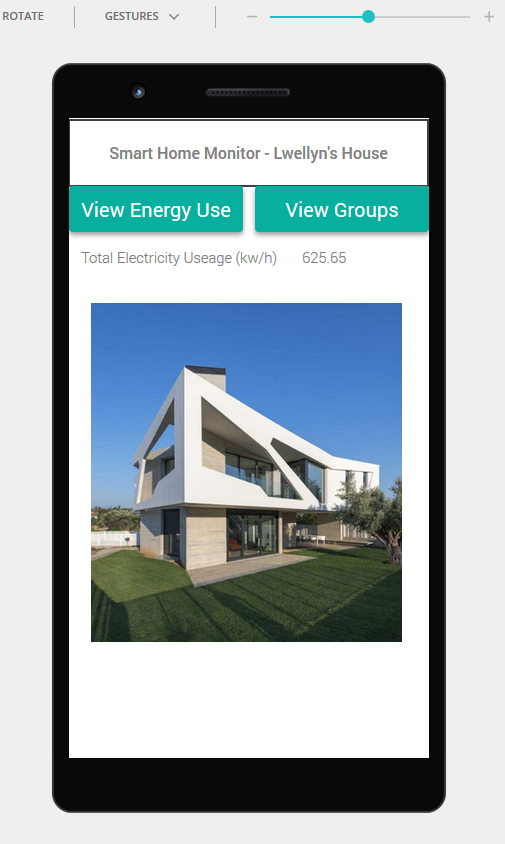 ROTATE GESTURES
Smart Home Monitor - Lwellyn's House
View Energy Use View Groups
Total Electricity Useage (kw/h) 625.65